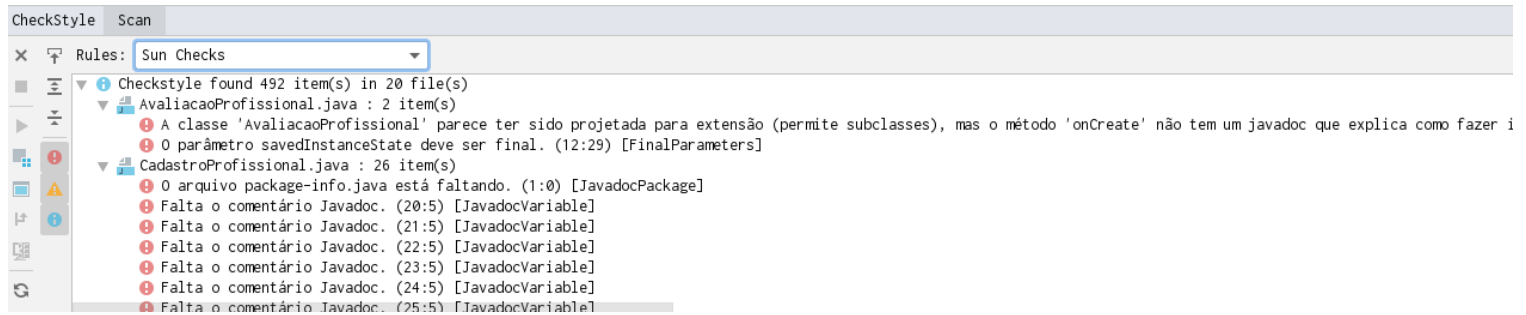 CheckStyle Scan
Rules: Sun Checks
Checkstyle found 492 item(s) in 20 file(s)
AvaliacaoProfissional.java : 2 item(s)
A classe 'AvaliacaoProfissional' parece ter sido projetada para extensão (permite subclasses), mas o método 'onCreate' não tem um javadoc que explica como fazer i
O parâmetro savedInstanceState deve ser final. (12:29) [FinalParameters]
CadastroProfissional.java : 26 item(s)
O arquivo package-info.java está faltando. (1:0) [JavadocPackage]
Falta o comentário Javadoc. (20:5) [JavadocVariable]
Falta o comentário Javadoc. (21:5) [JavadocVariable]
Falta o comentário Javadoc. (22:5) [JavadocVariable]
Falta o comentário Javadoc. (23:5) [JavadocVariable]
Falta o comentário Javadoc. (24:5) [JavadocVariable]
Falta o comentário Javadoc. (25:5) [JavadocVariable]